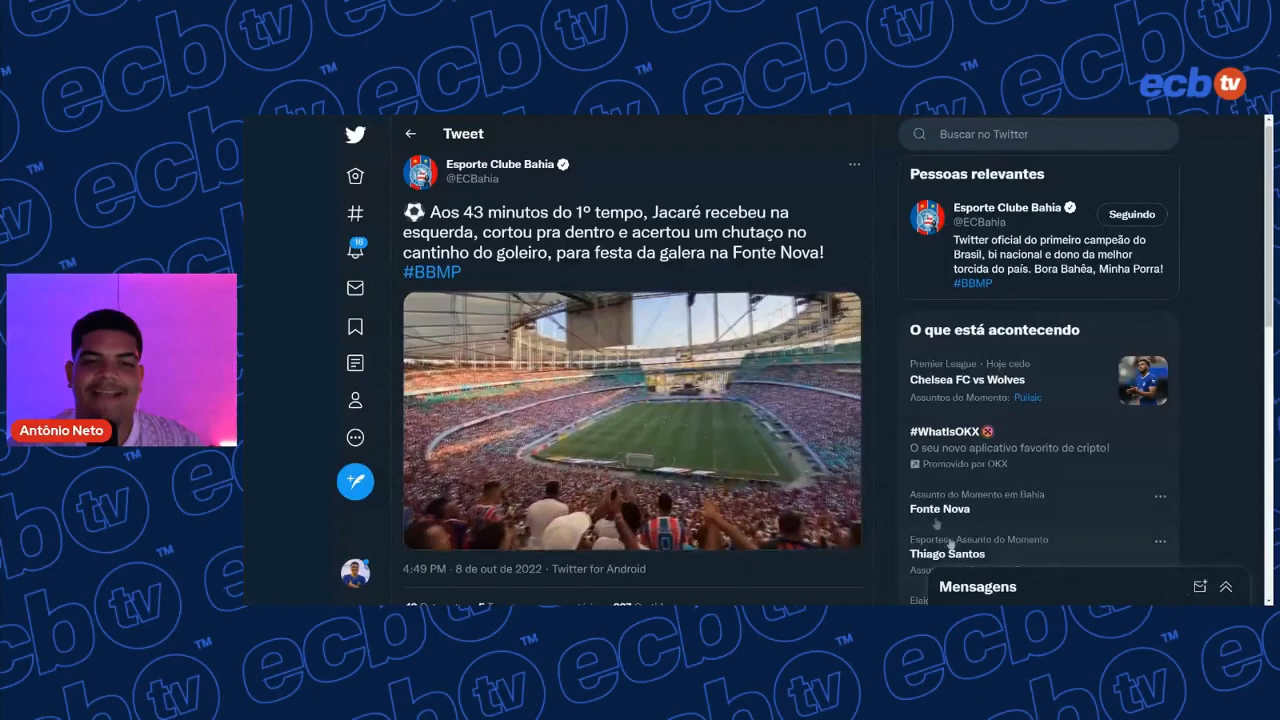 ecbtv
Tweet
Buscar no Twitter
Esporte Clube Bahia
@ECBahia
Aos 43 minutos do 1º tempo, Jacaré recebeu na
esquerda, cortou pra dentro e acertou um chutaço no
cantinho do goleiro, para festa da galera na Fonte Nova!
#BBMP
16
4:49 PM · 8 de out de 2022 · Twitter for Android
Pessoas relevantes
Esporte Clube Bahia
@ECBahia
Seguindo
Twitter oficial do primeiro campeão do
Brasil, bi nacional e dono da melhor
torcida do país. Bora Bahêa, Minha Porra!
#BBMP
O que está acontecendo
Premier League · Hoje cedo
Chelsea FC vs Wolves
Assuntos do Momento: Pulisic
#WhatIsOKX
O seu novo aplicativo favorito de cripto!
Promovido por OKX
Assunto do Momento em Bahia
Fonte Nova
Esportes · Assunto do Momento
Thiago Santos
Mensagens
Antônio Neto